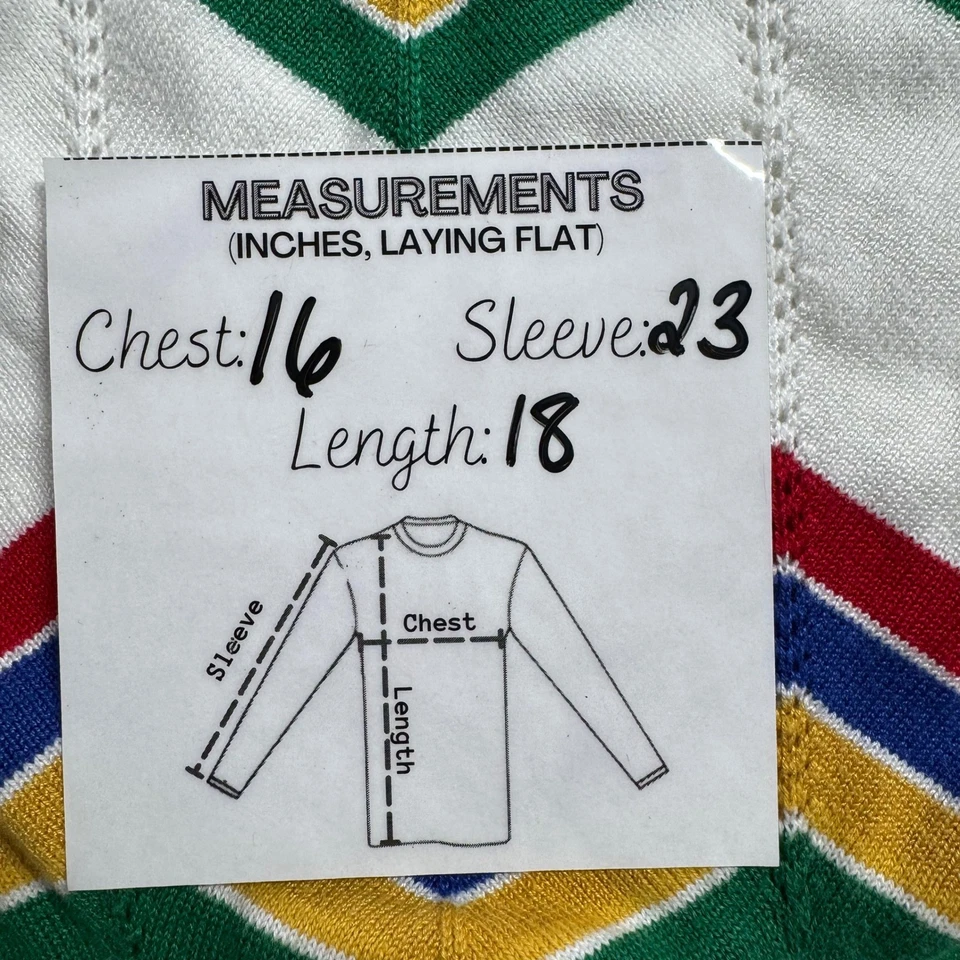 MEASUREMENTS
(INCHES, LAYING FLAT)
Chest: 16 Sleeve: 23
Length: 18
Sleeve
Chest
Length